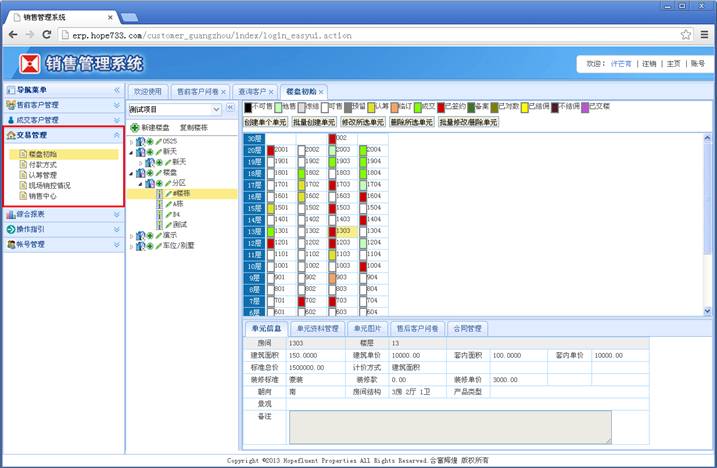 销售管理系统
erp.hope733.com/customer_guangzhou/index/login_easyui.action
销售管理系统
欢迎: 许芒宵 | 注销 | 主页 | 账号
导航菜单
售前客户管理
成交客户管理
交易管理
楼盘初始
付款方式
认筹管理
现场销控情况
销售中心
综合报表
操作指引
帐号管理
欢迎使用 售前客户问卷 查询客户 楼盘初始
测试项目
新建楼盘 复制楼栋
0525
新天
新天
楼盘
分区
#楼栋
A栋
测试
演示
车位/别墅
不可售 他售 冻结 可售 预留 认筹 临订 成交 已签约 备案 已对数 已结佣 不结佣 已交楼
创建单个单元 批量创建单元 修改所选单元 删除所选单元 批量修改/删除单元
30层 002
20层 2001 2002 2003 2004
19层 1901 1902 1903 1904
18层 1801 1802 1803 1804
17层 1701 1702 1703 1704
16层 1601 1602 1603 1604
15层 1501 1502 1503 1504
14层 1401 1402 1403 1404
13层 1301 1302 1303 1304
12层 1201 1202 1203 1204
11层 1101 1102 1103 1104
10层 1001 1002 1003 1004
9层 901 902 903 904
8层 801 802 803 804
7层 701 702 703 704
6层 601 602 603 604
单元信息 单元资料管理 单元图片 售后客户问卷 合同管理
房间 1303 楼层 13
建筑面积 150.0000 建筑单价 10000.00 套内面积 100.0000 套内单价 10000.00
标准总价 1500000.00 计价方式 建筑面积
装修标准 豪装 装修款 0.00 装修单价 3000.00
朝向 南 房间结构 3房 2厅 1卫 产品类型
景观
备注
Copyright ©2013 Hopefluent Properties All Rights Reserved.合富辉煌 版权所有